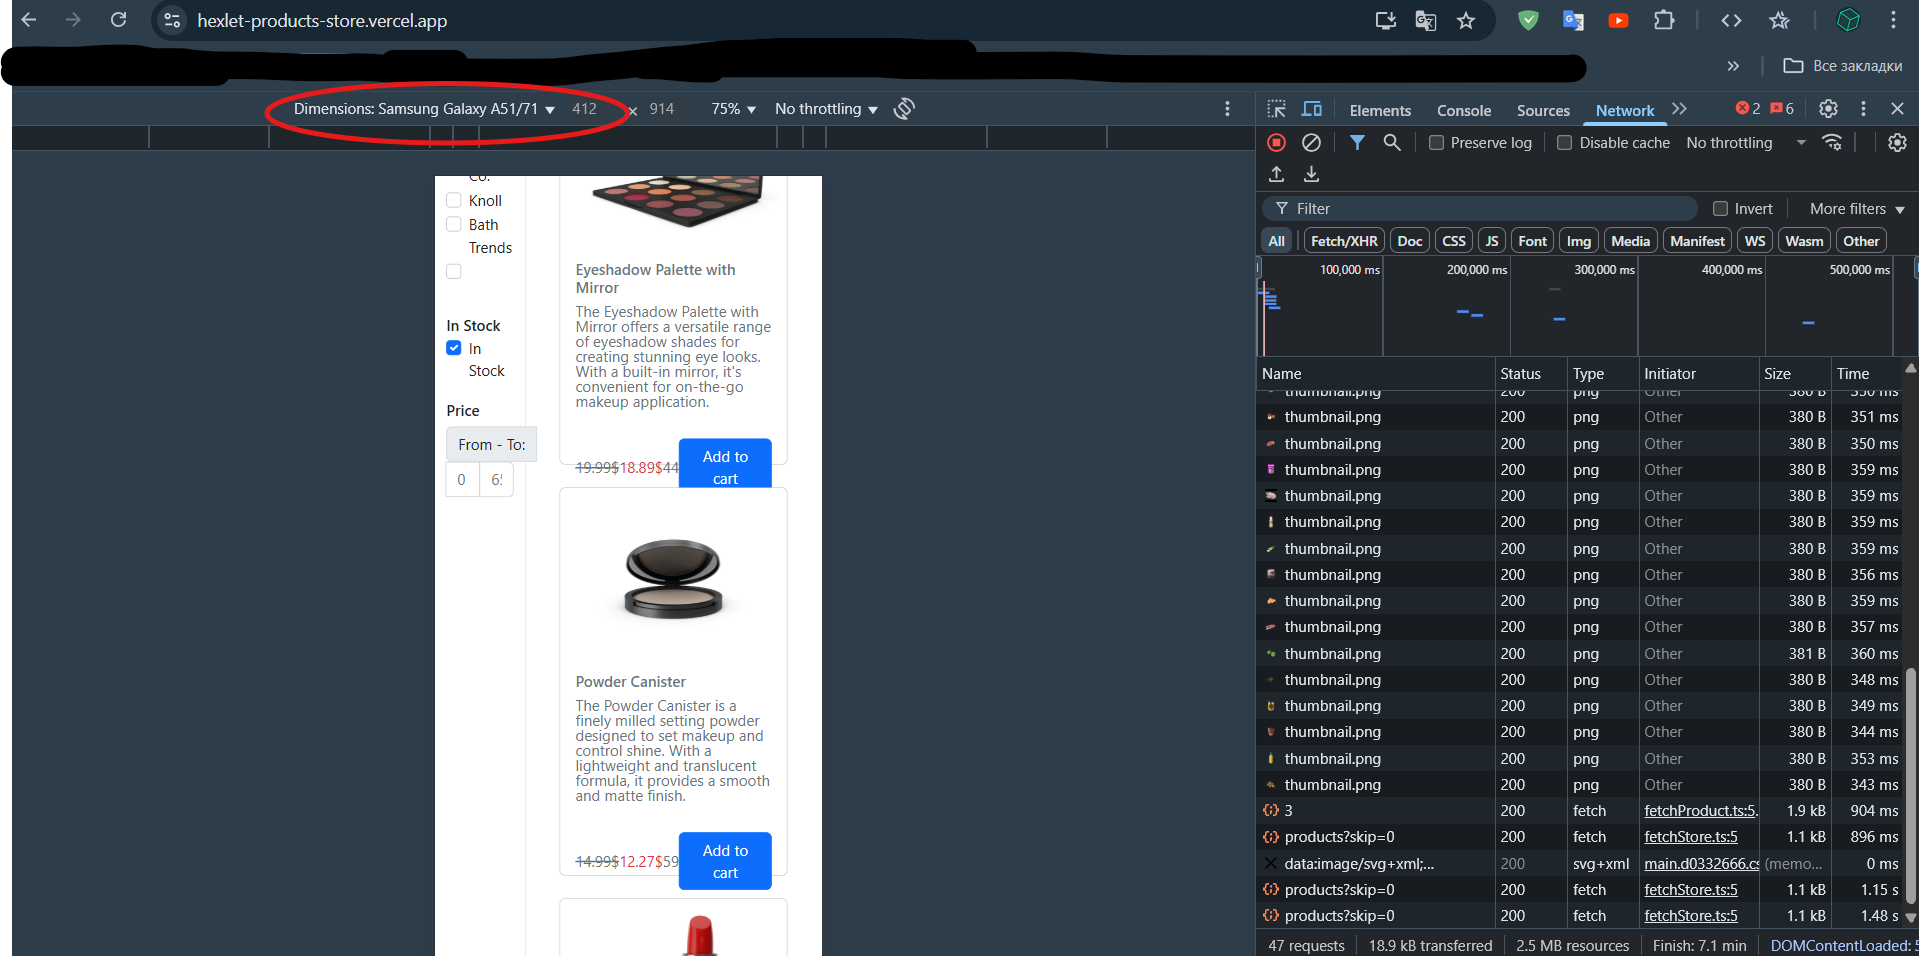 hexlet-products-store.vercel.app
Все закладки
Dimensions: Samsung Galaxy A51/71 412 × 914 75% No throttling
Elements Console Sources Network 2 6
Preserve log Disable cache No throttling
Filter Invert More filters
All Fetch/XHR Doc CSS JS Font Img Media Manifest WS Wasm Other
100,000 ms 200,000 ms 300,000 ms 400,000 ms 500,000 ms
Co.
Knoll
Bath
Trends
In Stock
In
Stock
Price
From - To:
0
Eyeshadow Palette with
Mirror
The Eyeshadow Palette with
Mirror offers a versatile range
of eyeshadow shades for
creating stunning eye looks.
With a built-in mirror, it's
convenient for on-the-go
makeup application.
19.99$18.89$44
Add to
cart
Powder Canister
The Powder Canister is a
finely milled setting powder
designed to set makeup and
control shine. With a
lightweight and translucent
formula, it provides a smooth
and matte finish.
14.99$12.27$59
Add to
cart
Name Status Type Initiator Size Time
thumbnail.png 200 png Other 380 B 350 ms
thumbnail.png 200 png Other 380 B 351 ms
thumbnail.png 200 png Other 380 B 350 ms
thumbnail.png 200 png Other 380 B 359 ms
thumbnail.png 200 png Other 380 B 359 ms
thumbnail.png 200 png Other 380 B 359 ms
thumbnail.png 200 png Other 380 B 359 ms
thumbnail.png 200 png Other 380 B 356 ms
thumbnail.png 200 png Other 380 B 359 ms
thumbnail.png 200 png Other 380 B 357 ms
thumbnail.png 200 png Other 381 B 360 ms
thumbnail.png 200 png Other 380 B 348 ms
thumbnail.png 200 png Other 380 B 349 ms
thumbnail.png 200 png Other 380 B 344 ms
thumbnail.png 200 png Other 380 B 353 ms
thumbnail.png 200 png Other 380 B 343 ms
3 200 fetch fetchProduct.ts:5. 1.9 kB 904 ms
products?skip=0 200 fetch fetchStore.ts:5 1.1 kB 896 ms
data:image/svg+xml;... 200 svg+xml main.d0332666.cs (memo... 0 ms
products?skip=0 200 fetch fetchStore.ts:5 1.1 kB 1.15 s
products?skip=0 200 fetch fetchStore.ts:5 1.1 kB 1.48 s
47 requests 18.9 kB transferred 2.5 MB resources Finish: 7.1 min DOMContentLoaded: